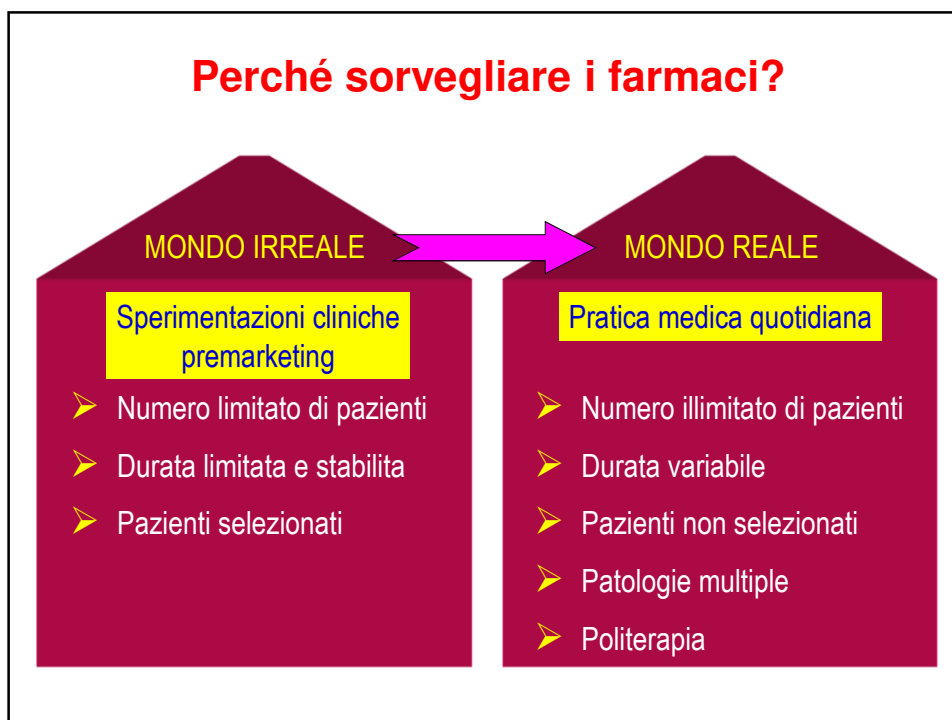 Perché sorvegliare i farmaci?
MONDO IRREALE
Sperimentazioni cliniche
premarketing
Numero limitato di pazienti
Durata limitata e stabilita
Pazienti selezionati
MONDO REALE
Pratica medica quotidiana
Numero illimitato di pazienti
Durata variabile
Pazienti non selezionati
Patologie multiple
Politerapia